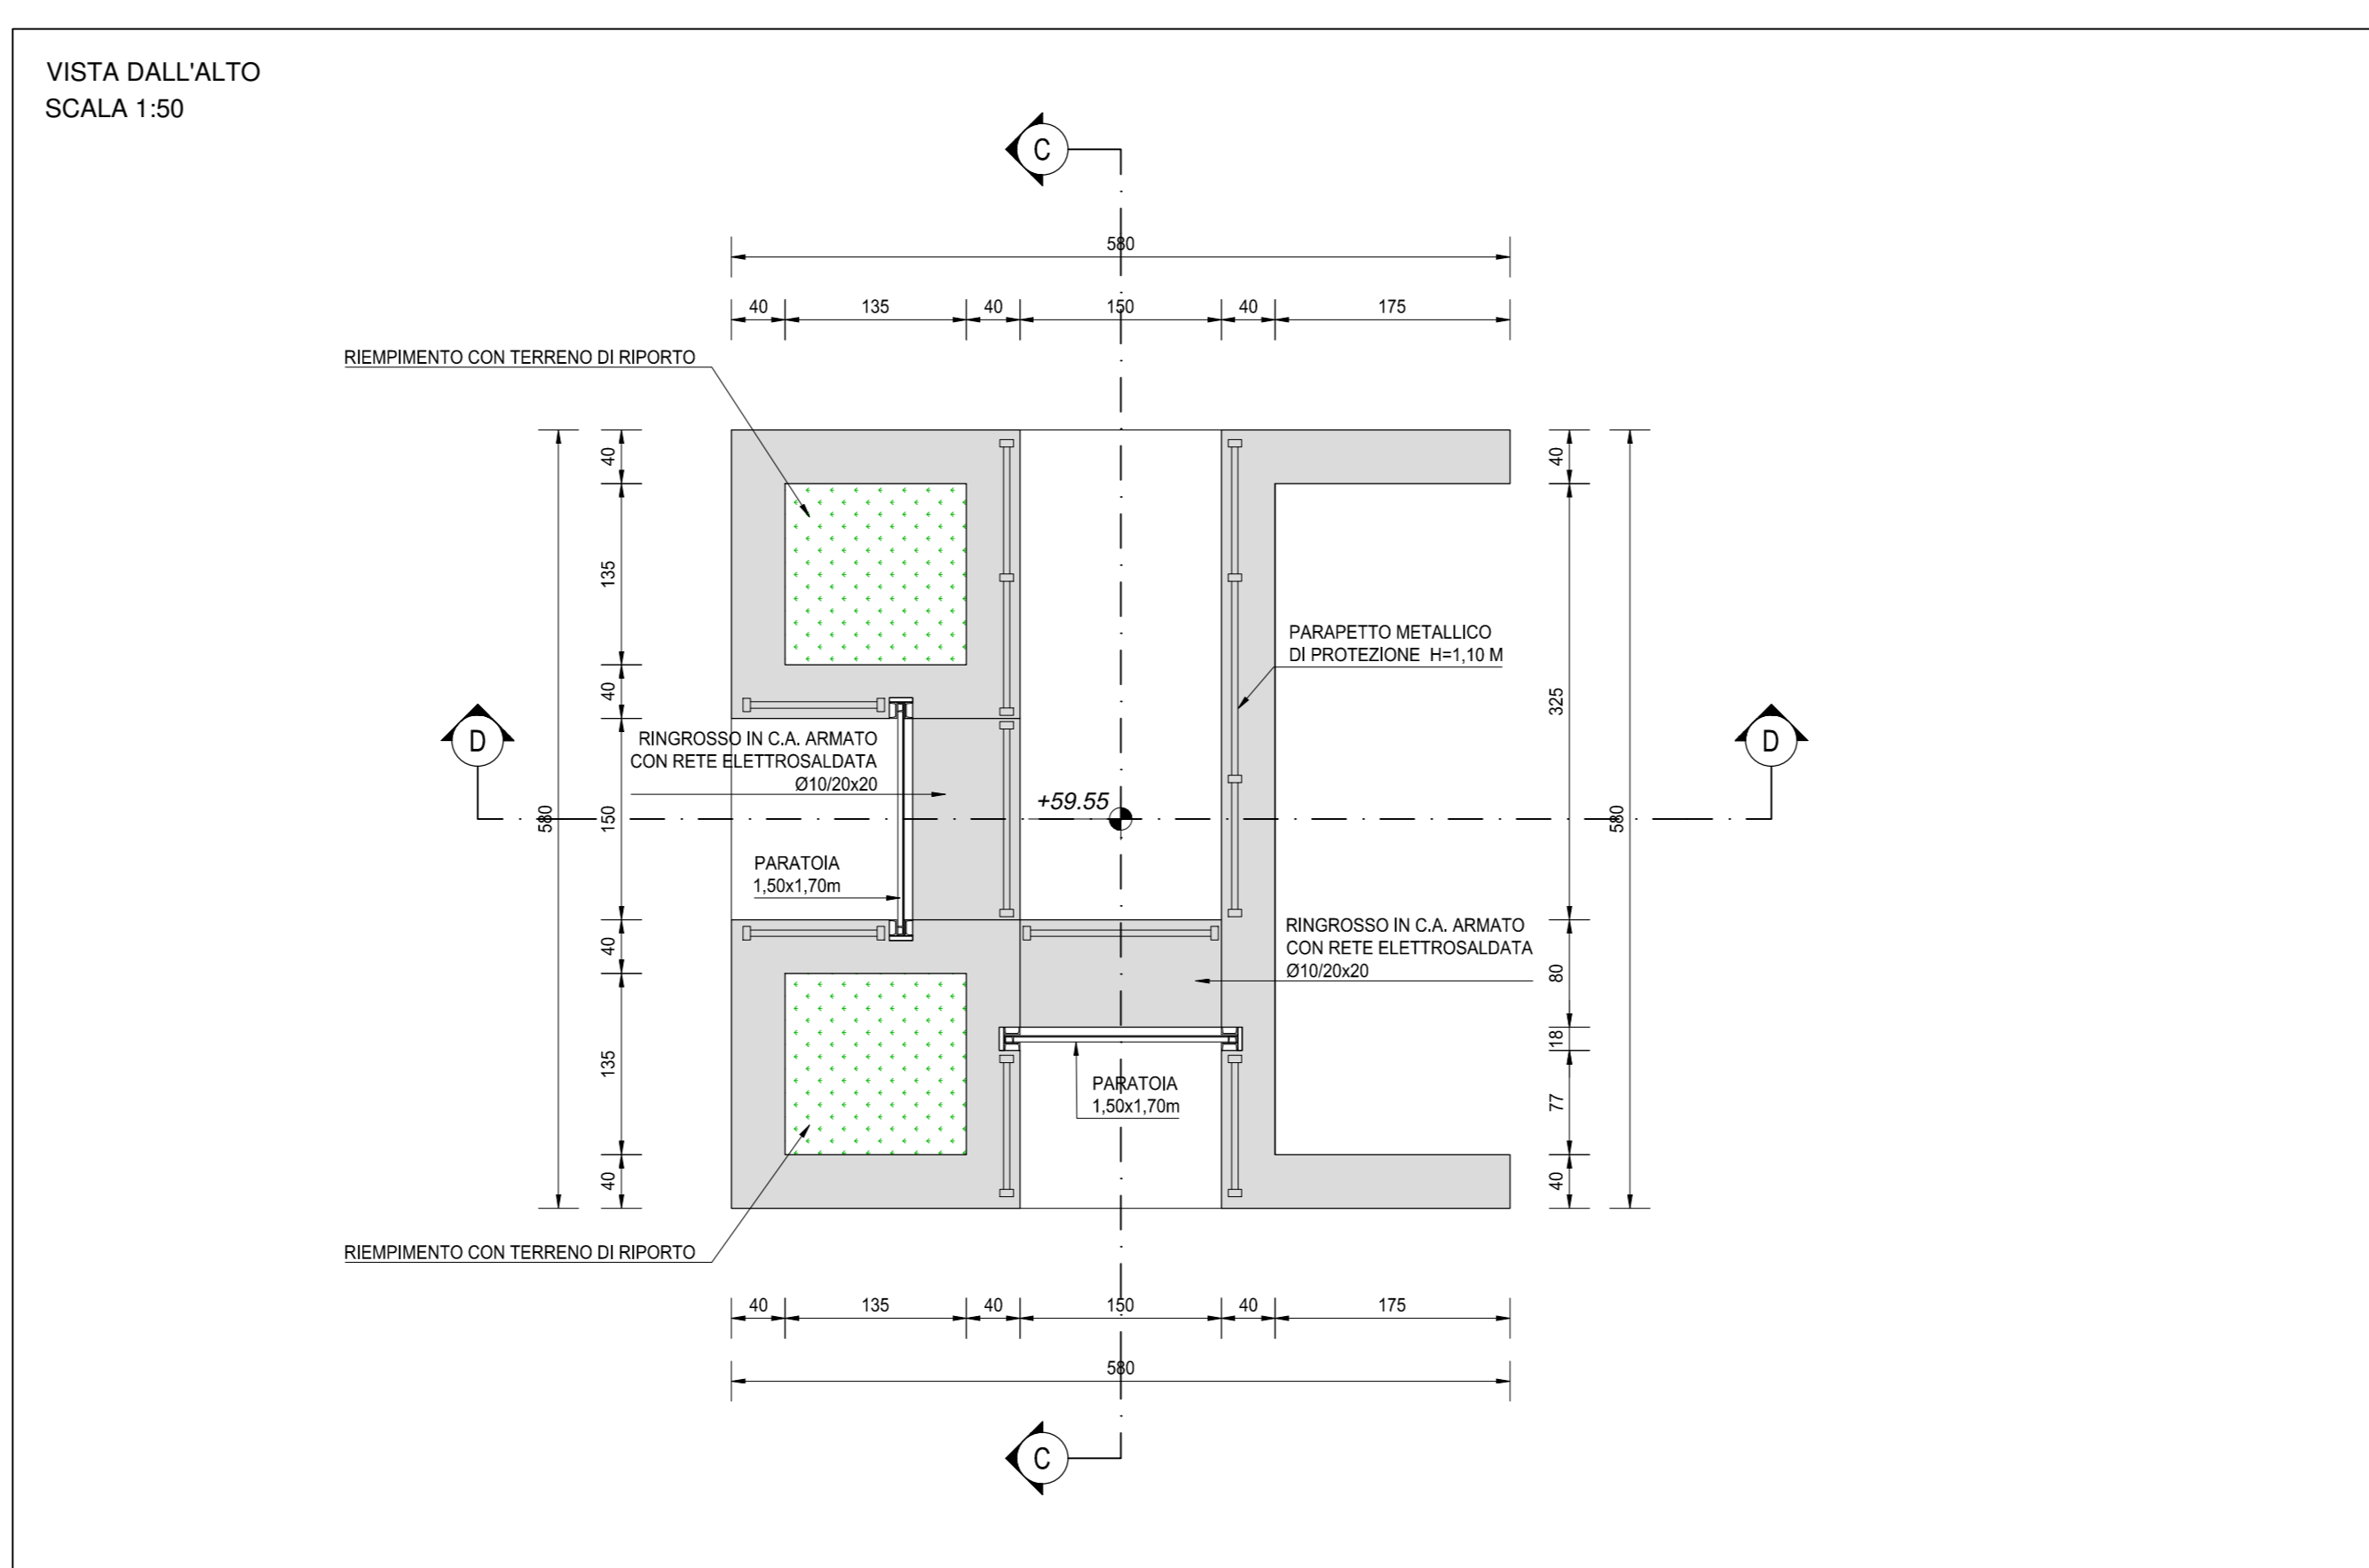 VISTA DALL'ALTO
SCALA 1:50
C
580
40 135 40 150 40 175
RIEMPIMENTO CON TERRENO DI RIPORTO
40
40
135
PARAPETTO METALLICO
DI PROTEZIONE H=1,10 M
40
325
D
D
RINGROSSO IN C.A. ARMATO
CON RETE ELETTROSALDATA
Ø10/20x20
+59.55
580
150
580
PARATOIA
1,50x1,70m
RINGROSSO IN C.A. ARMATO
CON RETE ELETTROSALDATA
Ø10/20x20
40
80
18
135
PARATOIA
1,50x1,70m
77
40
40
RIEMPIMENTO CON TERRENO DI RIPORTO
40 135 40 150 40 175
580
C